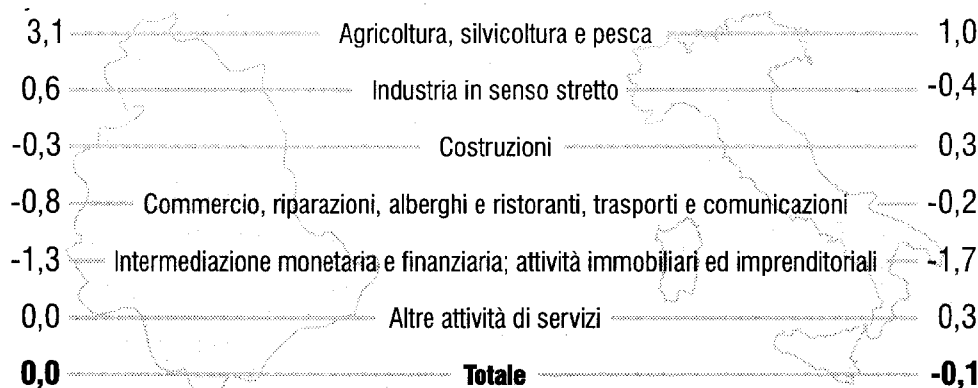 3,1 Agricoltura, silvicoltura e pesca 1,0
0,6 Industria in senso stretto -0,4
-0,3 Costruzioni 0,3
-0,8 Commercio, riparazioni, alberghi e ristoranti, trasporti e comunicazioni -0,2
-1,3 Intermediazione monetaria e finanziaria; attività immobiliari ed imprenditoriali -1,7
0,0 Altre attività di servizi 0,3
0,0 Totale -0,1